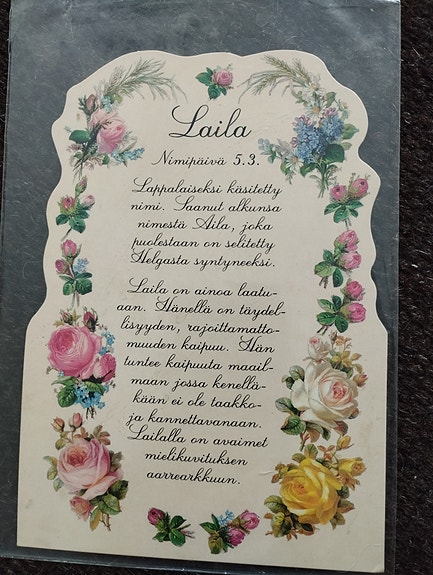 Laila
Nimipäivä 5.3.
Lappalaiseksi käsitetty
nimi. Saanut alkunsa
nimestä Aila, joka
puolestaan on selitetty
Helgasta syntyneeksi.
Laila on ainoa laatu-
aan. Hänellä on täydel-
lisyyden, rajoittamatto-
muuden kaipuu. Hän
tuntee kaipuuta maail-
maan jossa kenellä-
kään ei ole taakko-
ja kannettavanaan.
Lailalla on avaimet
mielikuvituksen
aarrearkkuun.